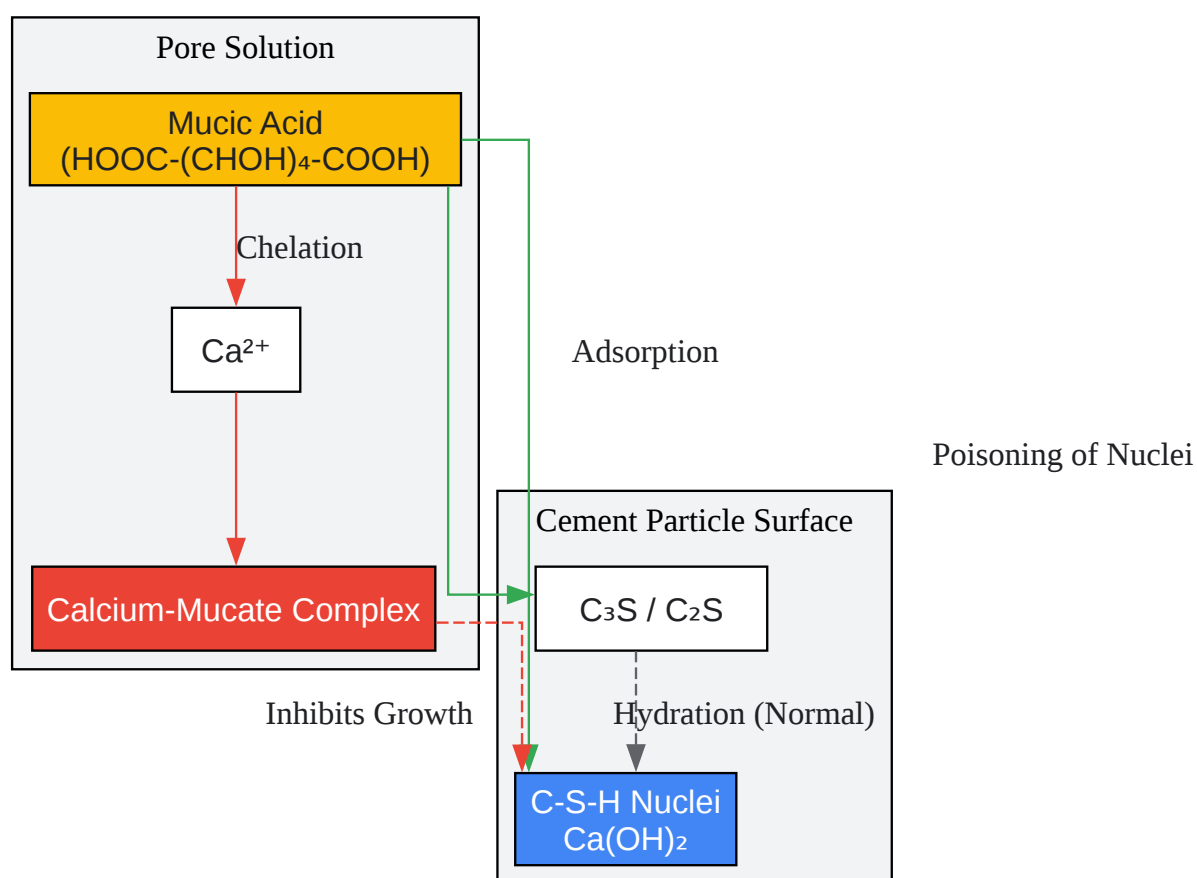 Pore Solution
Mucic Acid
(HOOC-(CHOH)₄-COOH)
Chelation
Ca²⁺
Adsorption
Poisoning of Nuclei
Cement Particle Surface
Calcium-Mucate Complex
C₃S / C₂S
Inhibits Growth
Hydration (Normal)
C-S-H Nuclei
Ca(OH)₂